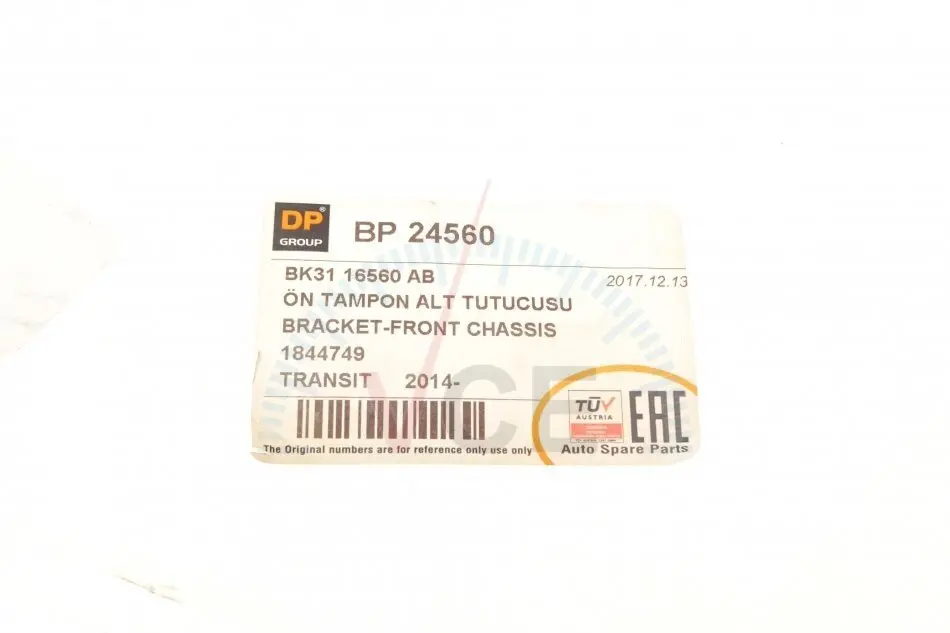 DP®
GROUP
BP 24560
BK31 16560 AB
2017.12.13
ÖN TAMPON ALT TUTUCUSU
BRACKET-FRONT CHASSIS
1844749
TRANSIT 2014-
CE
TÜV
AUSTRIA
EAC
The Original numbers are for reference only use only
Auto Spare Parts